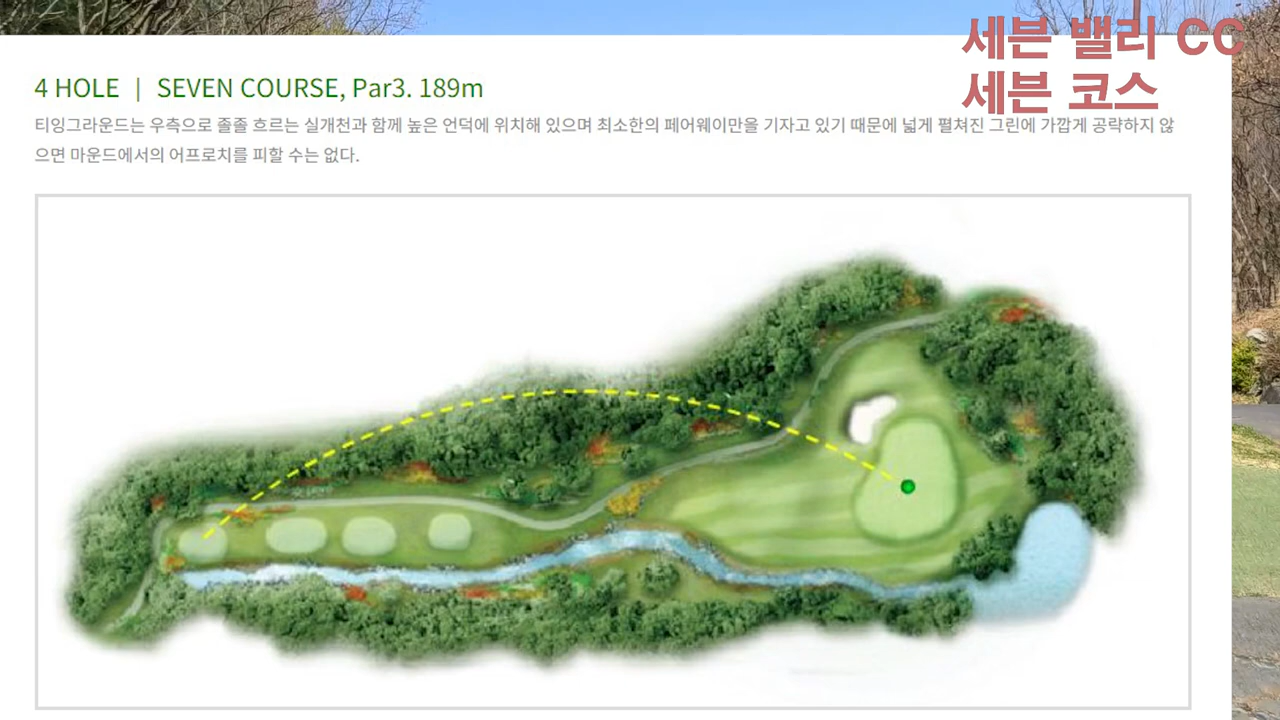 세븐 밸리 CC
세븐 코스
4 HOLE | SEVEN COURSE, Par3. 189m
티잉그라운드는 우측으로 졸졸 흐르는 실개천과 함께 높은 언덕에 위치해 있으며 최소한의 페어웨이만을 기자고 있기 때문에 넓게 펼쳐진 그린에 가깝게 공략하지 않
으면 마운드에서의 어프로치를 피할 수는 없다.